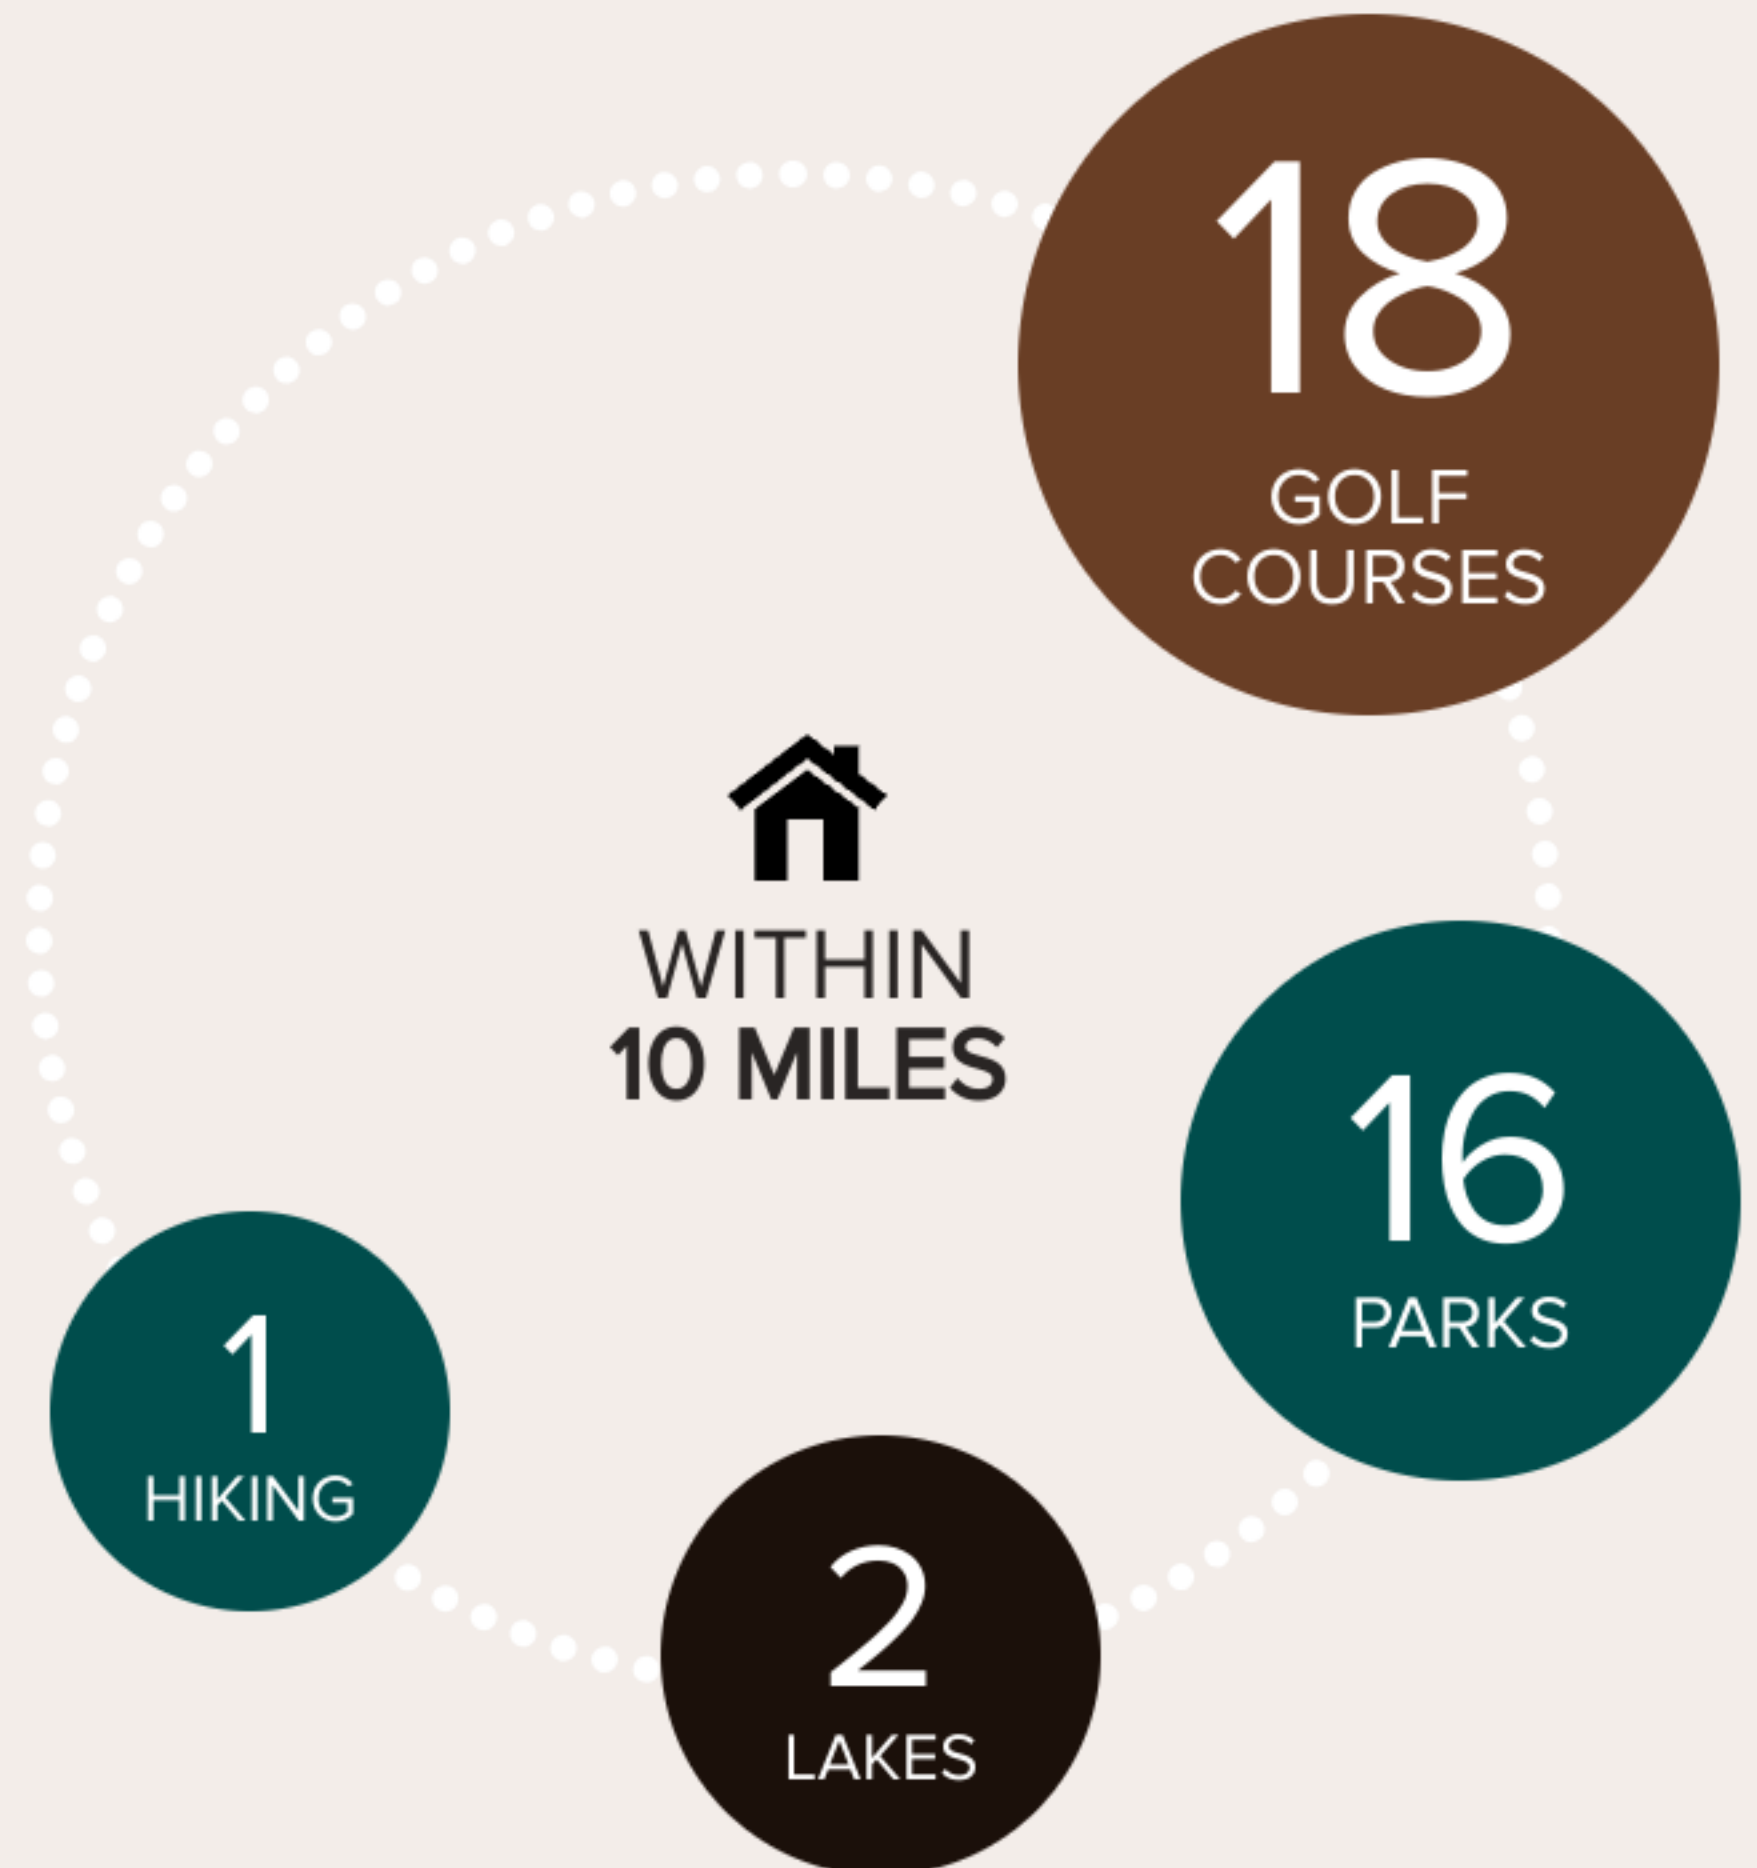 18
GOLF
COURSES
WITHIN
10 MILES
16
PARKS
1
HIKING
2
LAKES